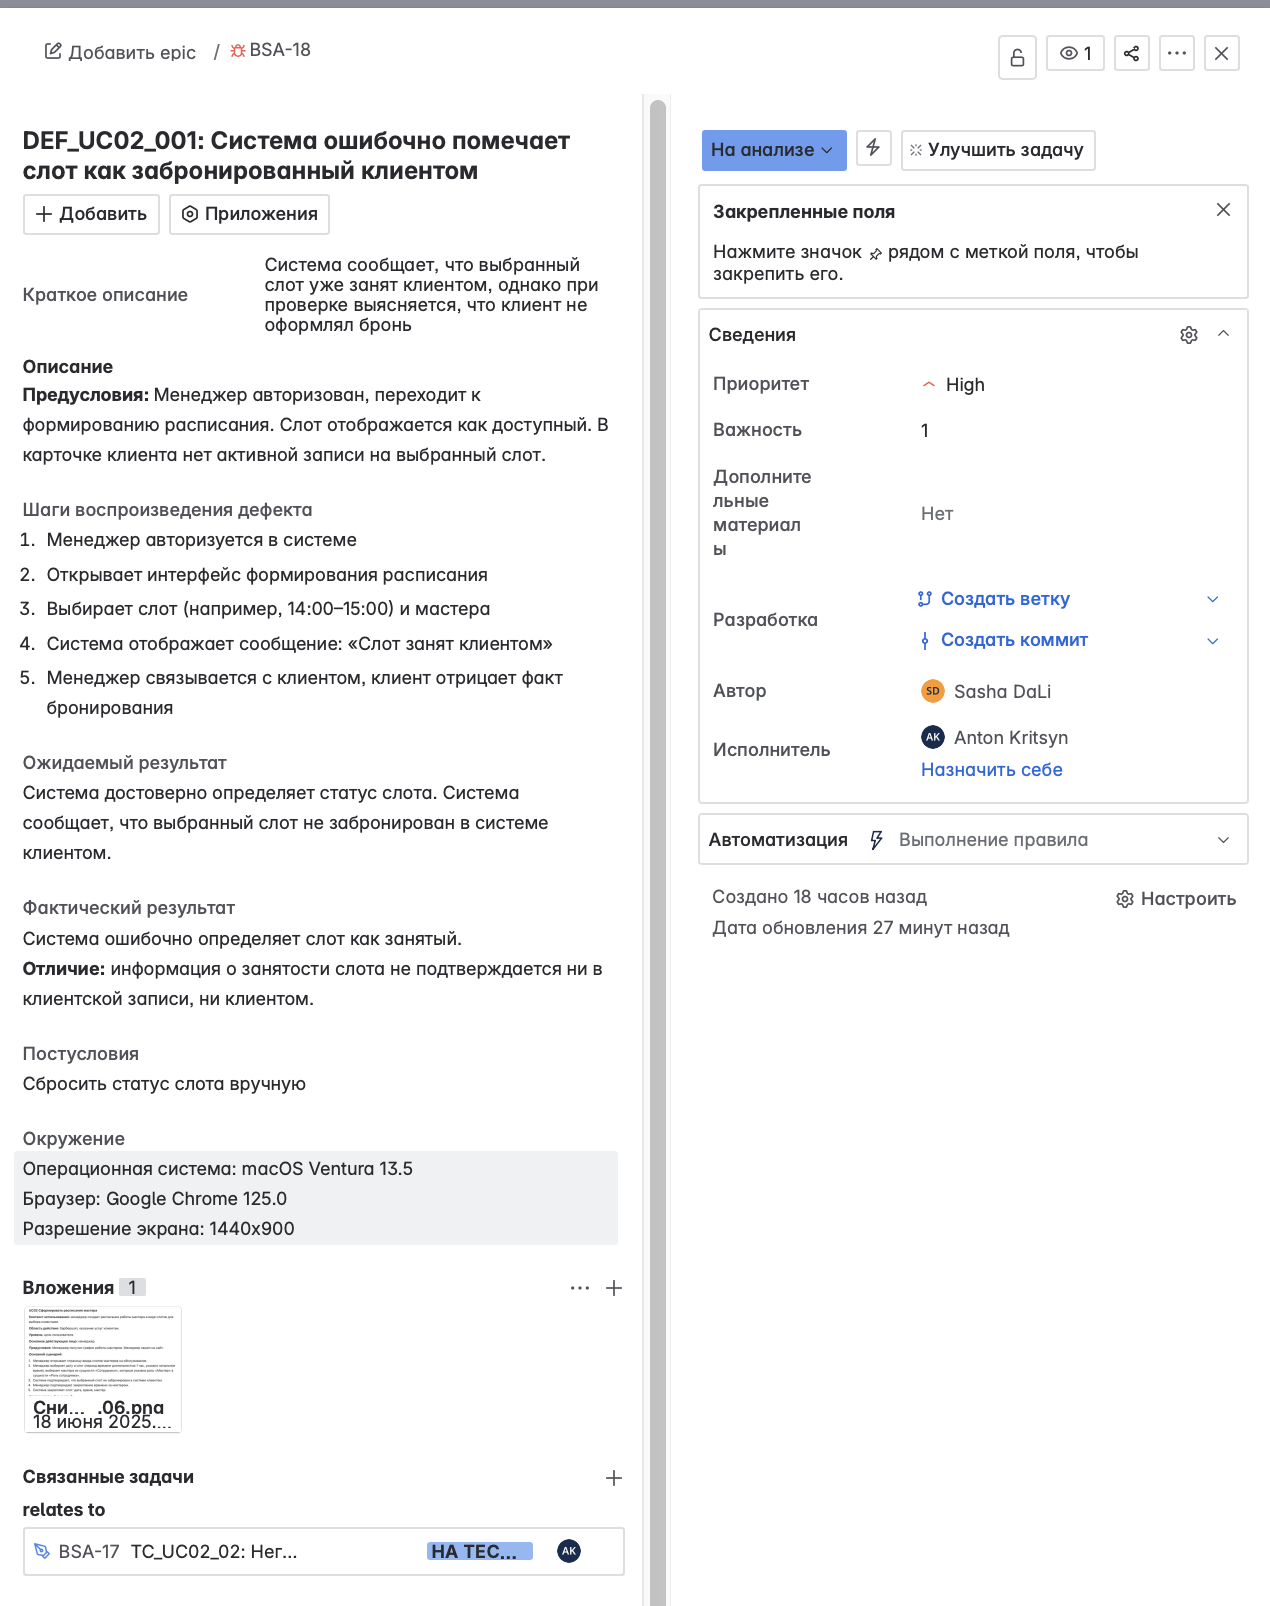 Добавить epic / BSA-18
1
DEF_UC02_001: Система ошибочно помечает
слот как забронированный клиентом
Добавить
Приложения
Краткое описание
Система сообщает, что выбранный
слот уже занят клиентом, однако при
проверке выясняется, что клиент не
оформлял бронь
Описание
Предусловия: Менеджер авторизован, переходит к
формированию расписания. Слот отображается как доступный. В
карточке клиента нет активной записи на выбранный слот.
Шаги воспроизведения дефекта
1. Менеджер авторизуется в системе
2. Открывает интерфейс формирования расписания
3. Выбирает слот (например, 14:00–15:00) и мастера
4. Система отображает сообщение: «Слот занят клиентом»
5. Менеджер связывается с клиентом, клиент отрицает факт
бронирования
Ожидаемый результат
Система достоверно определяет статус слота. Система
сообщает, что выбранный слот не забронирован в системе
клиентом.
Фактический результат
Система ошибочно определяет слот как занятый.
Отличие: информация о занятости слота не подтверждается ни в
клиентской записи, ни клиентом.
Постусловия
Сбросить статус слота вручную
Окружение
Операционная система: macOS Ventura 13.5
Браузер: Google Chrome 125.0
Разрешение экрана: 1440x900
Вложения 1
Сни... .06.png
18 июня 2025....
Связанные задачи
relates to
BSA-17 TC_UC02_02: Нег... НА ТЕС... AK
На анализе
Улучшить задачу
Закрепленные поля
Нажмите значок рядом с меткой поля, чтобы
закрепить его.
Сведения
Приоритет
High
Важность
1
Дополните
льные
материал
ы
Нет
Разработка
Создать ветку
Создать коммит
Автор
SD Sasha DaLi
Исполнитель
AK Anton Kritsyn
Назначить себе
Автоматизация Выполнение правила
Создано 18 часов назад
Настроить
Дата обновления 27 минут назад